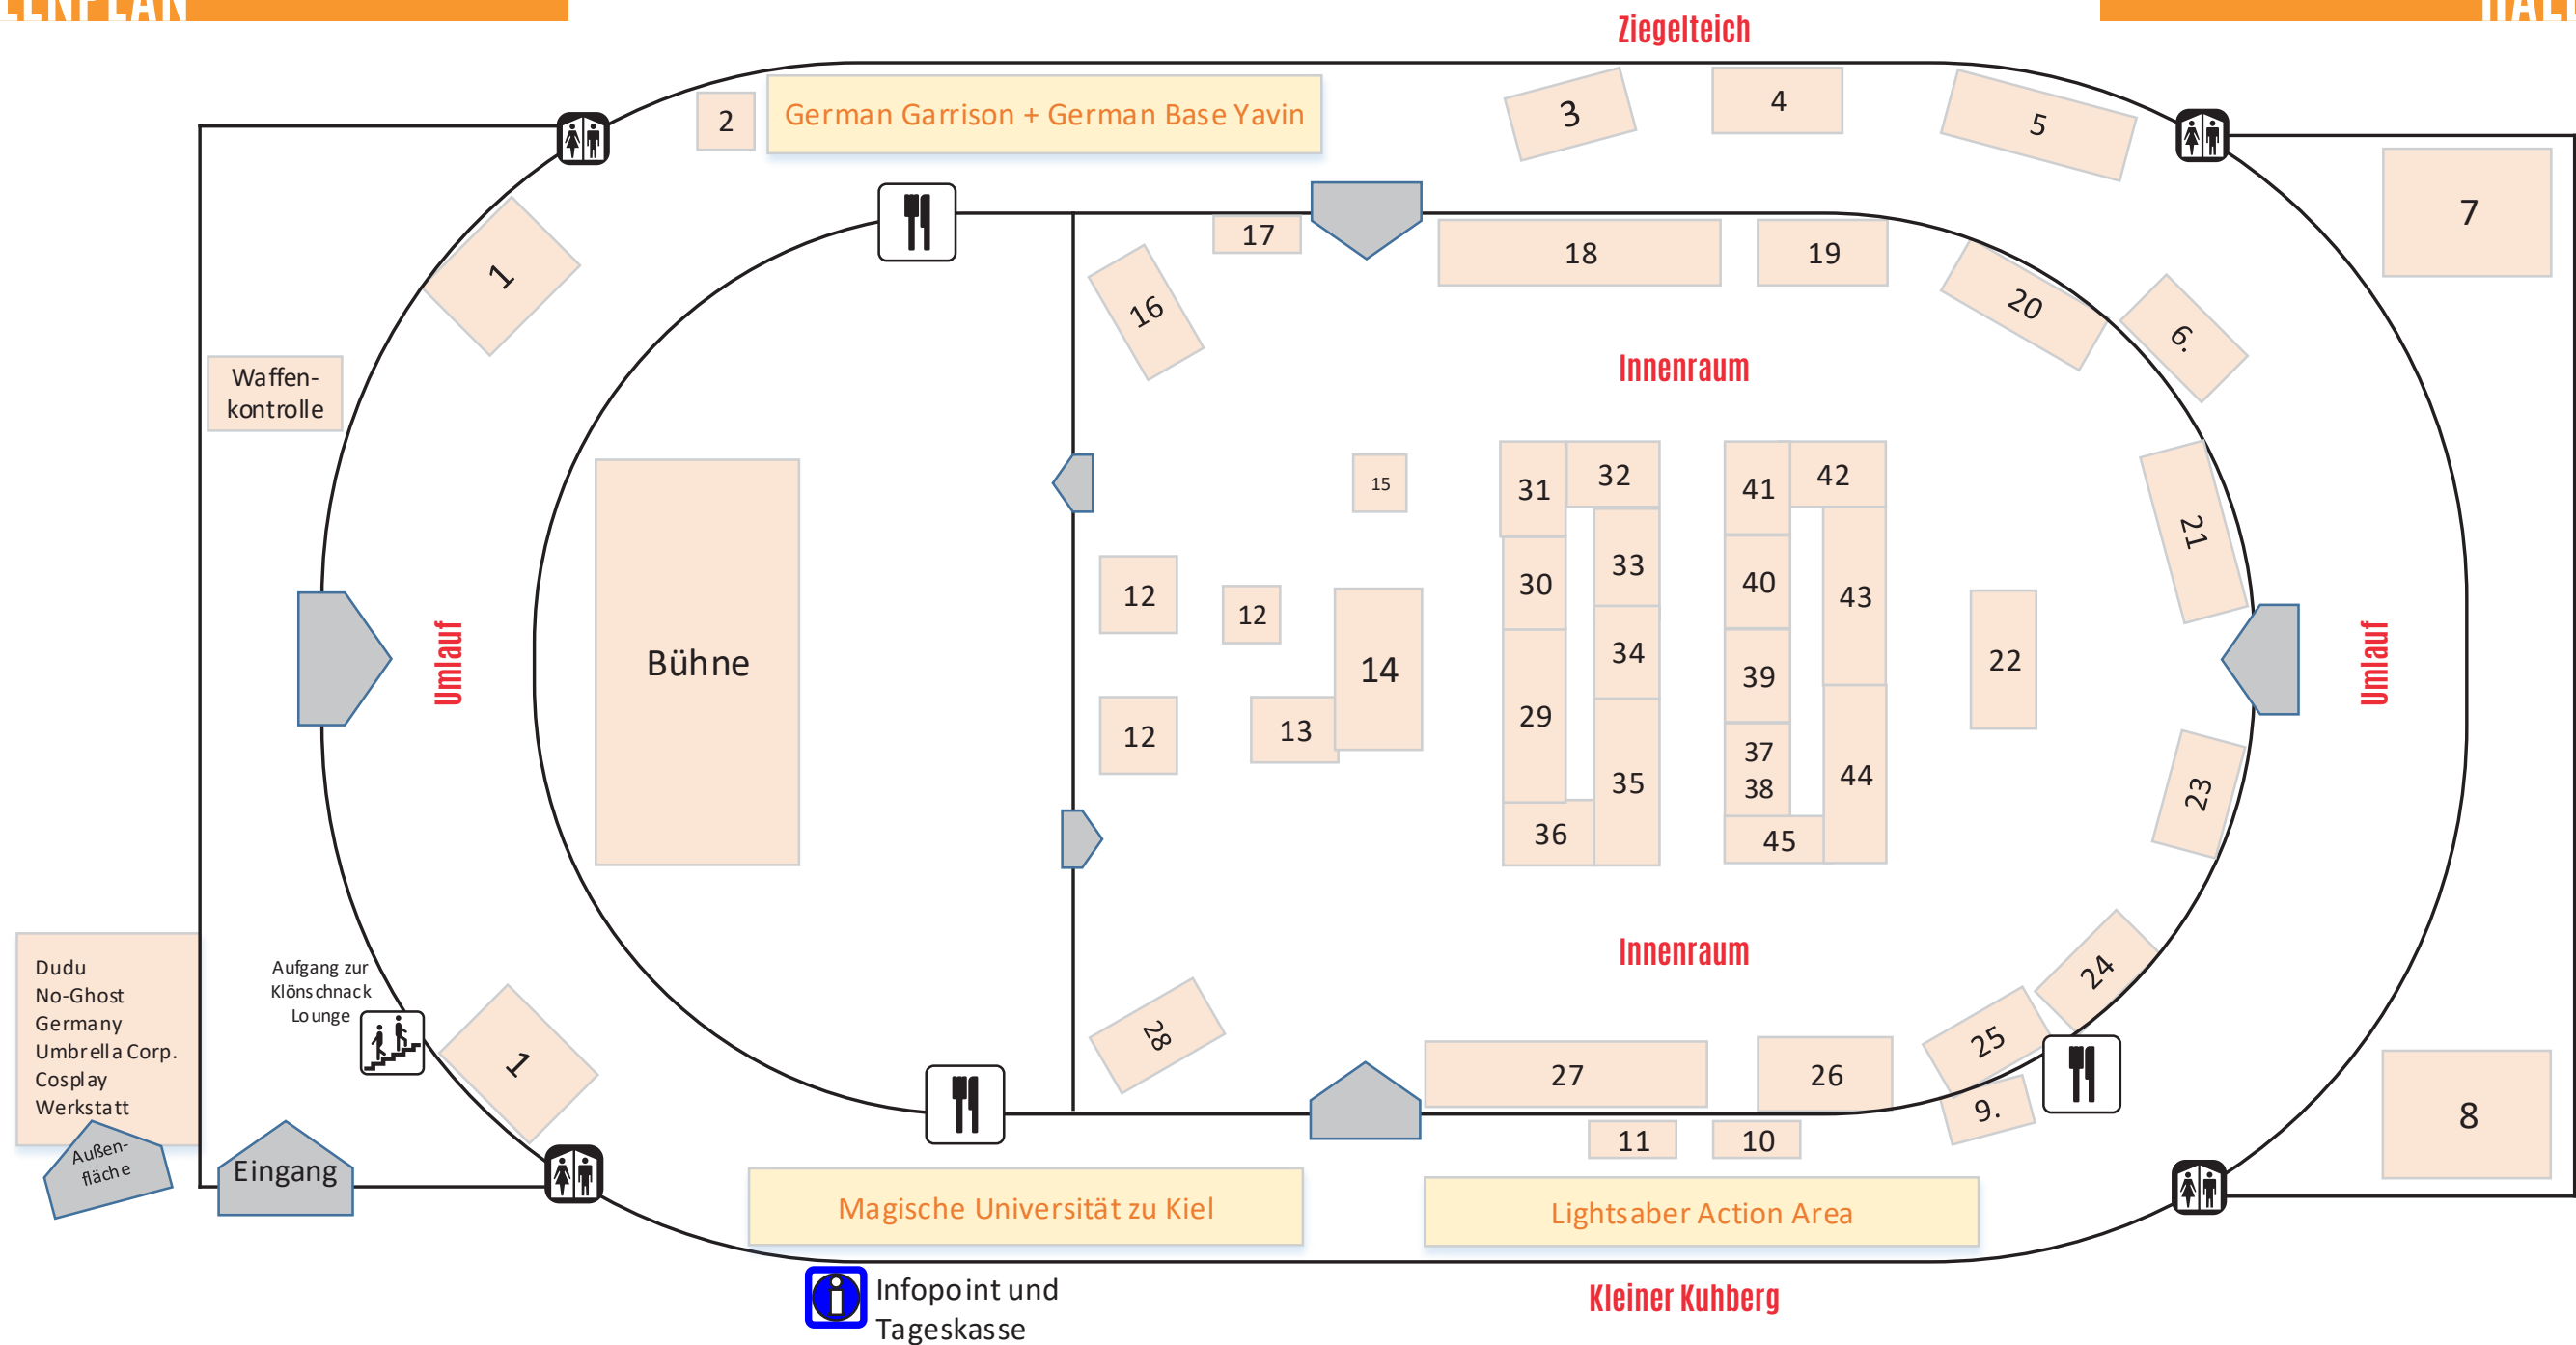 Ziegelteich
German Garrison + German Base Yavin
2
3
4
5
7
1
17
18
19
16
20
6.
Waffen-
kontrolle
Innenraum
15
31
32
41
42
21
30
33
40
43
12
12
14
Umlauf
Bühne
22
Umlauf
34
39
29
12
13
37
38
35
44
23
36
45
Innenraum
Dudu
No-Ghost
Germany
Umbrella Corp.
Cosplay
Werkstatt
Außen-
fläche
Aufgang zur
Klönschnack
Lounge
Eingang
1
28
27
26
25
24
9.
11
10
8
Magische Universität zu Kiel
Lightsaber Action Area
Infopoint und
Tageskasse
Kleiner Kuhberg